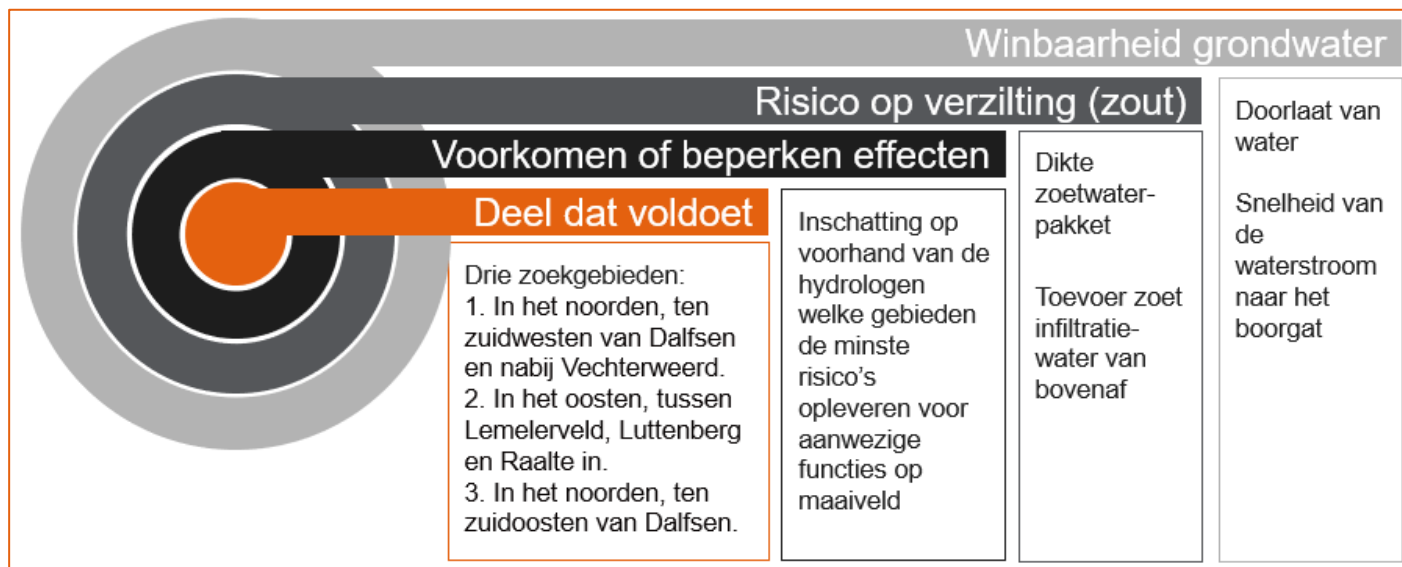 Winbaarheid grondwater
Risico op verzilting (zout)
Voorkomen of beperken effecten
Deel dat voldoet
Drie zoekgebieden:
1. In het noorden, ten
zuidwesten van Dalfsen
en nabij Vechterweerd.
2. In het oosten, tussen
Lemelerveld, Luttenberg
en Raalte in.
3. In het noorden, ten
zuidoosten van Dalfsen.
Inschatting op
voorhand van de
hydrologen
welke gebieden
de minste
risico's
opleveren voor
aanwezige
functies op
maaiveld
Dikte
zoetwater-
pakket
Toevoer zoet
infiltratie-
water van
bovenaf
Doorlaat van
water
Snelheid van
de
waterstroom
naar het
boorgat